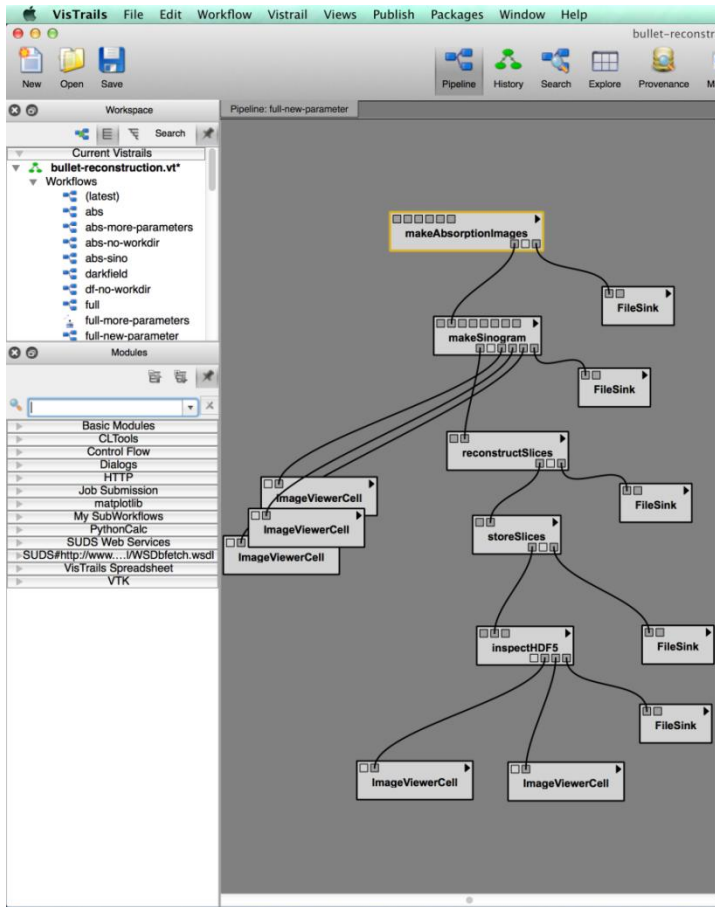 VisTrails File Edit Workflow Vistrail Views Publish Packages Window Help
bullet-reconstr
New Open Save Pipeline History Search Explore Provenance M
Workspace
Pipeline: full-new-parameter
Search
Current Vistrails
bullet-reconstruction.vt*
Workflows
(latest)
abs
abs-more-parameters
abs-no-workdir
abs-sino
darkfield
df-no-workdir
full
full-more-parameters
full-new-parameter
Modules
Basic Modules
CLTools
Control Flow
Dialogs
HTTP
Job Submission
matplotlib
My SubWorkflows
PythonCalc
SUDS Web Services
SUDS#http://www....l/WSDbfetch.wsdl
VisTrails Spreadsheet
VTK
makeAbsorptionImages
FileSink
makeSinogram
FileSink
reconstructSlices
ImageViewerCell
FileSink
ImageViewerCell
storeSlices
ImageViewerCell
inspectHDF5
FileSink
FileSink
ImageViewerCell
ImageViewerCell